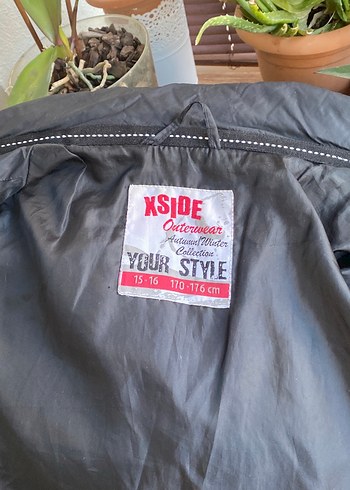 XSIDE
Outerwear
Autumn/Winter
Collection
YOUR STYLE
15-16 170-176 cm